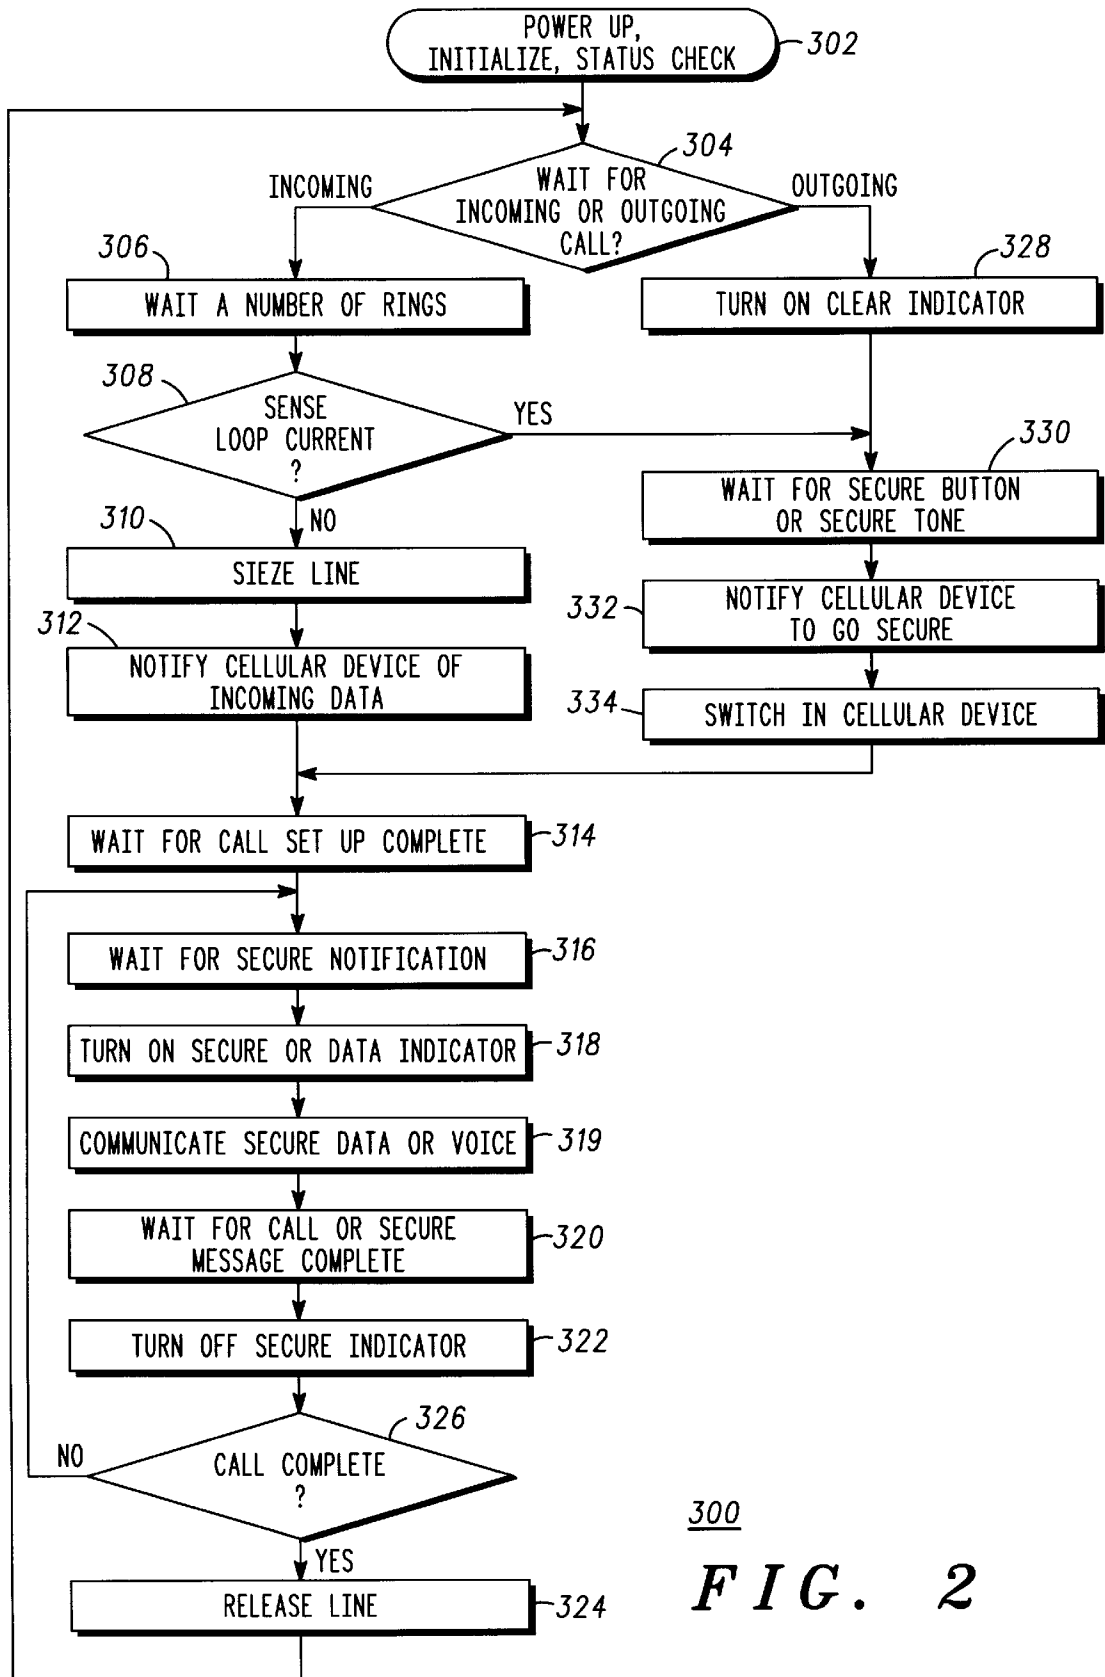 POWER UP,
INITIALIZE, STATUS CHECK
302
304
WAIT FOR
INCOMING OR OUTGOING
CALL?
INCOMING
OUTGOING
306
WAIT A NUMBER OF RINGS
328
TURN ON CLEAR INDICATOR
308
SENSE
LOOP CURRENT
?
YES
NO
330
WAIT FOR SECURE BUTTON
OR SECURE TONE
310
SIEZE LINE
332
NOTIFY CELLULAR DEVICE
TO GO SECURE
312
NOTIFY CELLULAR DEVICE OF
INCOMING DATA
334
SWITCH IN CELLULAR DEVICE
WAIT FOR CALL SET UP COMPLETE
314
WAIT FOR SECURE NOTIFICATION
316
TURN ON SECURE OR DATA INDICATOR
318
COMMUNICATE SECURE DATA OR VOICE
319
WAIT FOR CALL OR SECURE
MESSAGE COMPLETE
320
TURN OFF SECURE INDICATOR
322
326
CALL COMPLETE
?
NO
YES
RELEASE LINE
324
300
FIG. 2